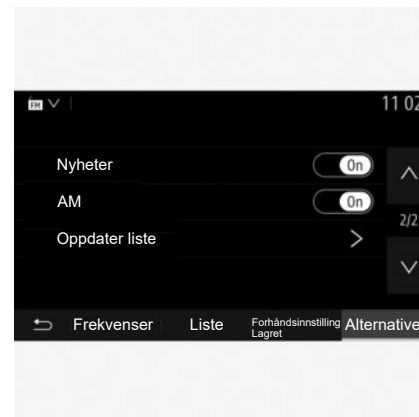 FM
11 02
Nyheter
On
AM
On
2/2
Oppdater liste
Frekvenser
Liste
Forhåndsinnstilling
Lagret
Alternative